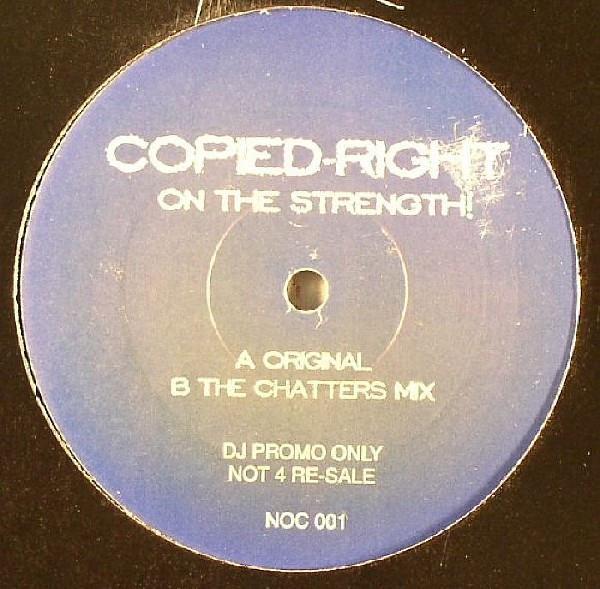 COPIED-RIGHT
ON THE STRENGTH!
A ORIGINAL
B THE CHATTERS MIX
DJ PROMO ONLY
NOT 4 RE-SALE
NOC 001